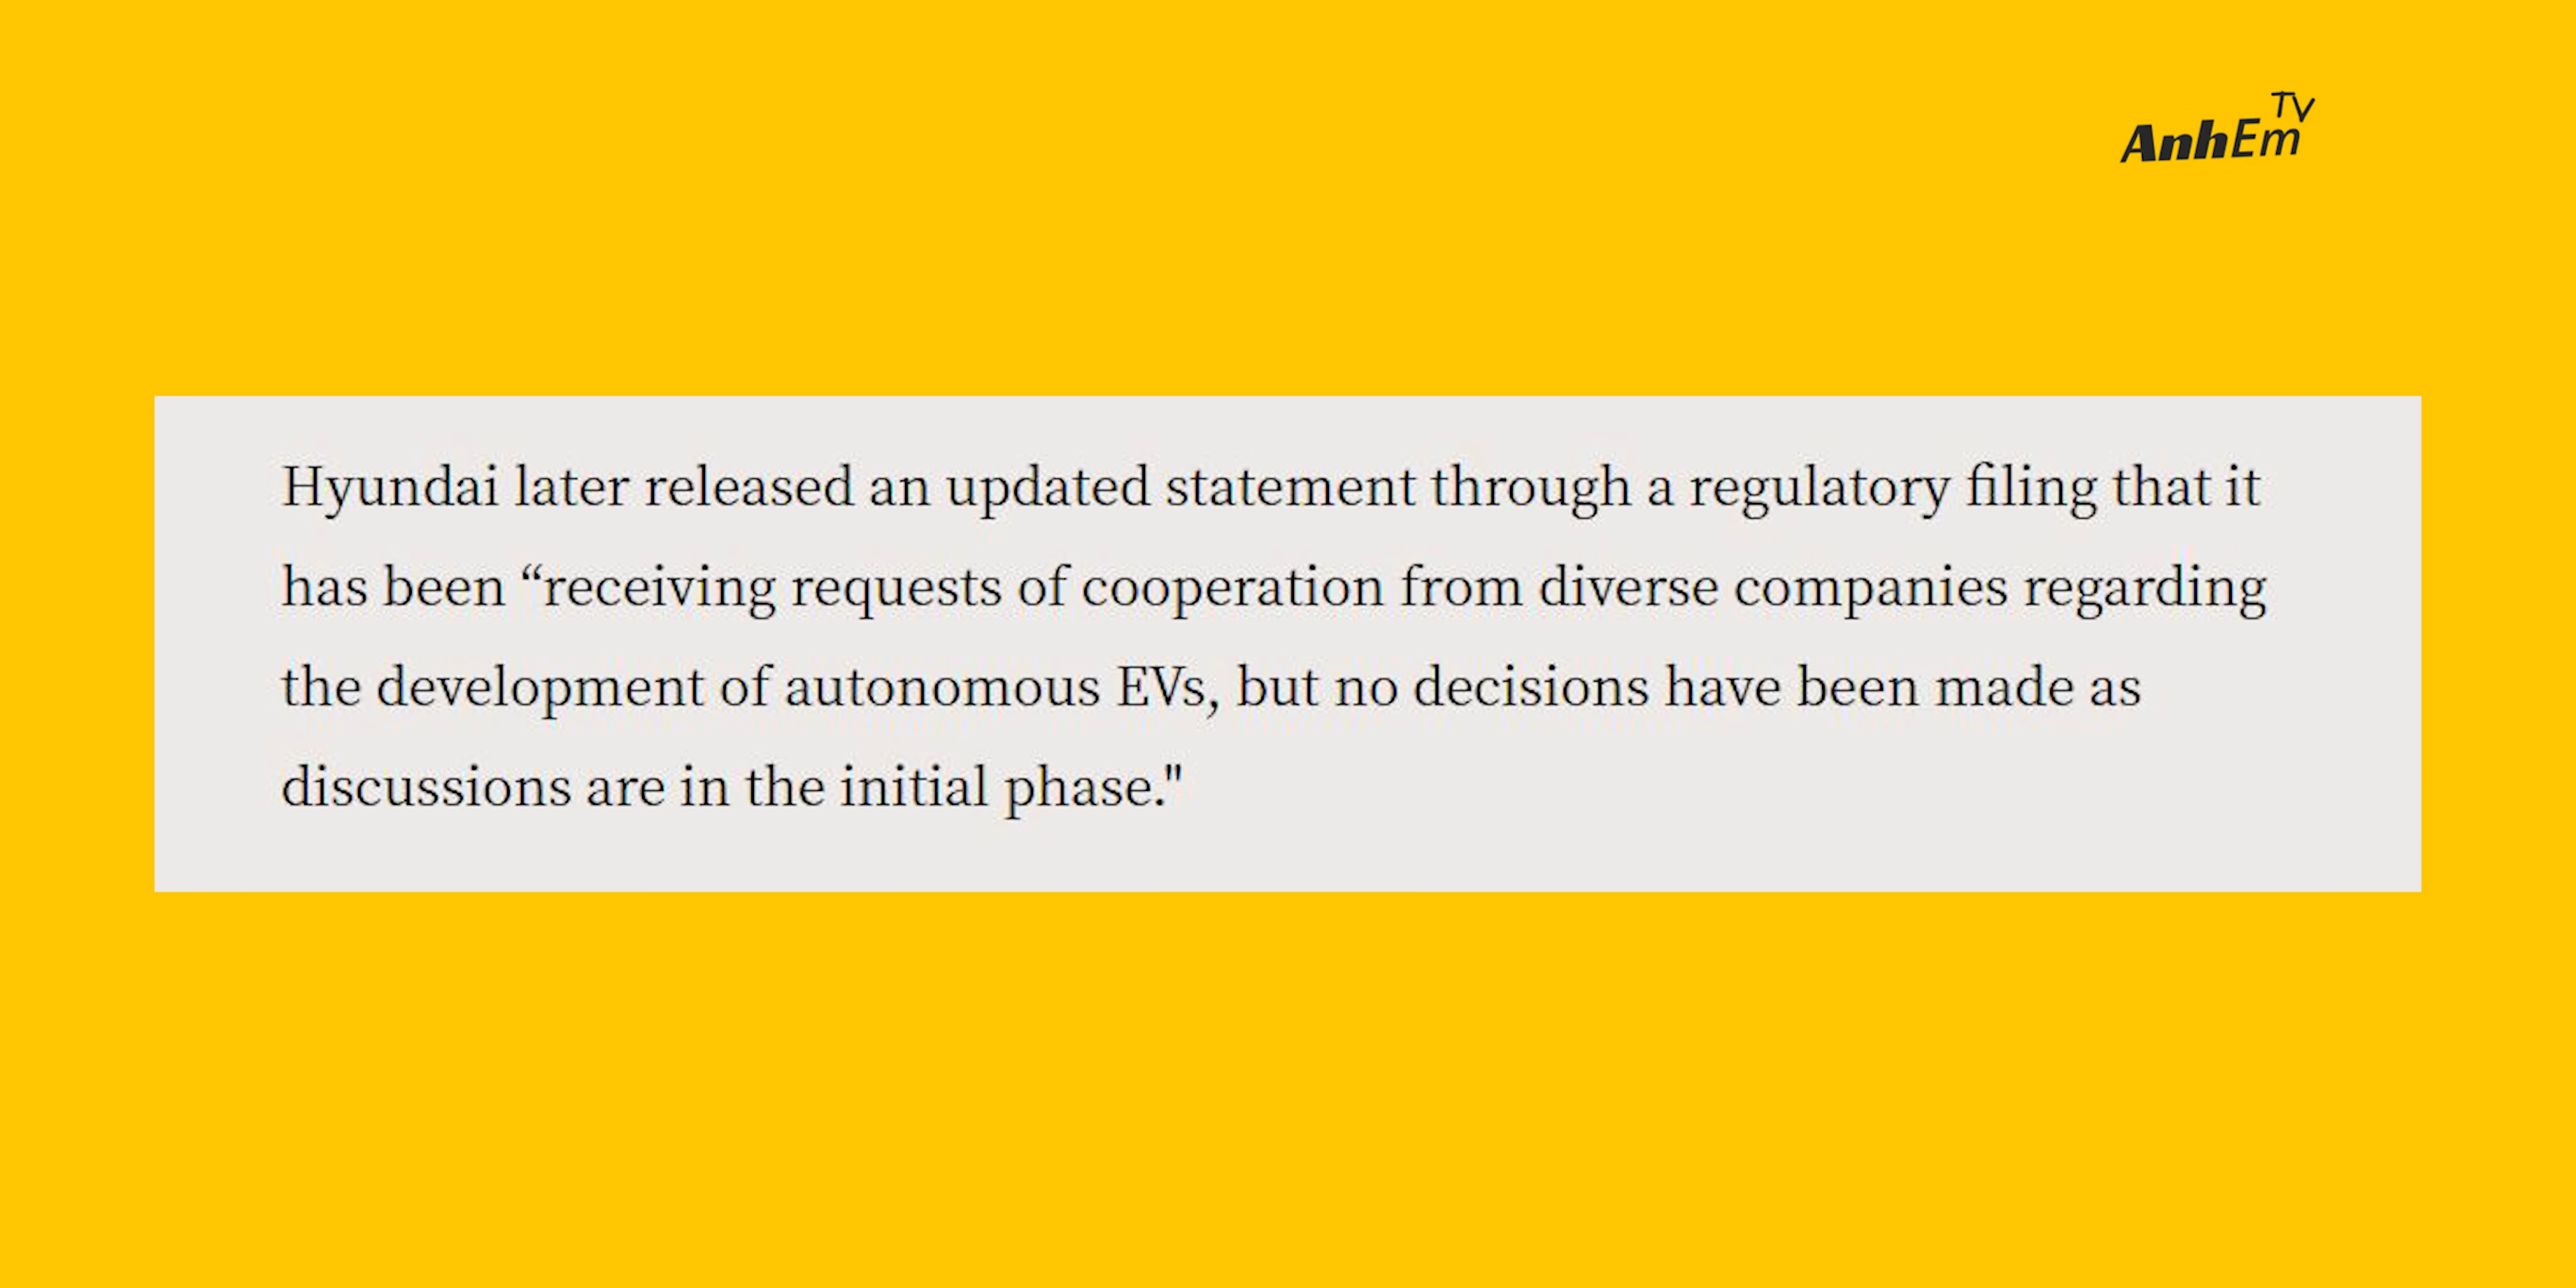 AnhEm TV
Hyundai later released an updated statement through a regulatory filing that it
has been “receiving requests of cooperation from diverse companies regarding
the development of autonomous EVs, but no decisions have been made as
discussions are in the initial phase."